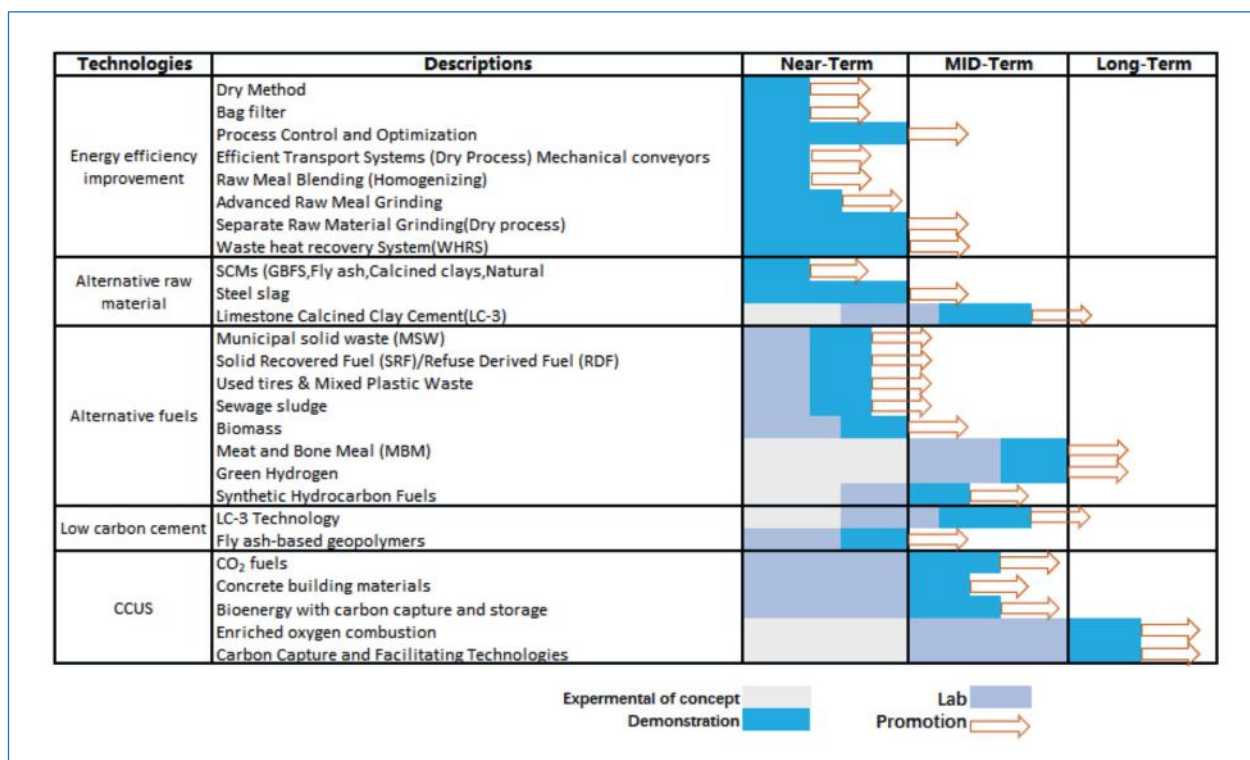 Technologies Descriptions Near-Term MID-Term Long-Term
Energy efficiency
improvement
Dry Method
Bag filter
Process Control and Optimization
Efficient Transport Systems (Dry Process) Mechanical conveyors
Raw Meal Blending (Homogenizing)
Advanced Raw Meal Grinding
Separate Raw Material Grinding(Dry process)
Waste heat recovery System(WHRS)
Alternative raw
material
SCMs (GBFS,Fly ash,Calcined clays,Natural
Steel slag
Limestone Calcined Clay Cement(LC-3)
Alternative fuels
Municipal solid waste (MSW)
Solid Recovered Fuel (SRF)/Refuse Derived Fuel (RDF)
Used tires & Mixed Plastic Waste
Sewage sludge
Biomass
Meat and Bone Meal (MBM)
Green Hydrogen
Synthetic Hydrocarbon Fuels
Low carbon cement
LC-3 Technology
Fly ash-based geopolymers
CCUS
CO₂ fuels
Concrete building materials
Bioenergy with carbon capture and storage
Enriched oxygen combustion
Carbon Capture and Facilitating Technologies
Expermental of concept
Lab
Demonstration
Promotion